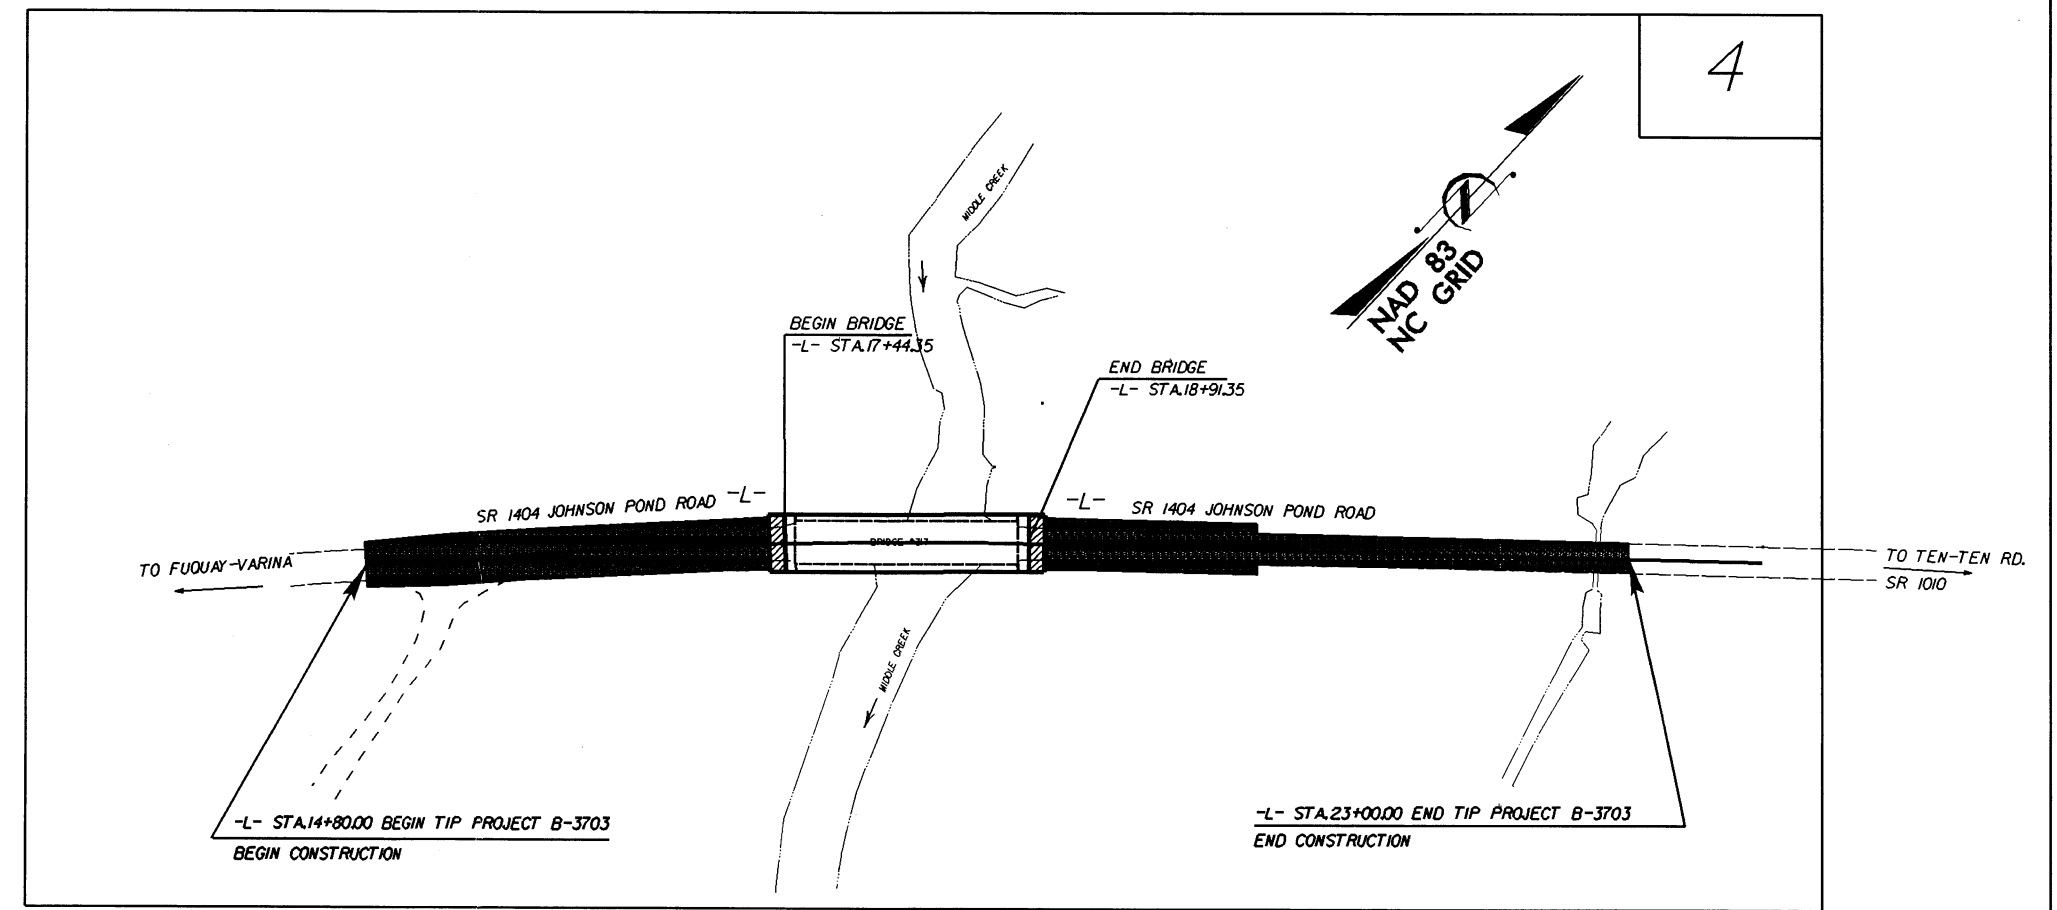 4
MIDDLE CREEK
NAD 83
NC GRID
BEGIN BRIDGE
-L- STA.17+44.35
END BRIDGE
-L- STA.18+91.35
SR 1404 JOHNSON POND ROAD -L-
-L- SR 1404 JOHNSON POND ROAD
BRIDGE #317
TO FUQUAY-VARINA
TO TEN-TEN RD.
SR 1010
MIDDLE CREEK
-L- STA.14+80.00 BEGIN TIP PROJECT B-3703
BEGIN CONSTRUCTION
-L- STA.23+00.00 END TIP PROJECT B-3703
END CONSTRUCTION